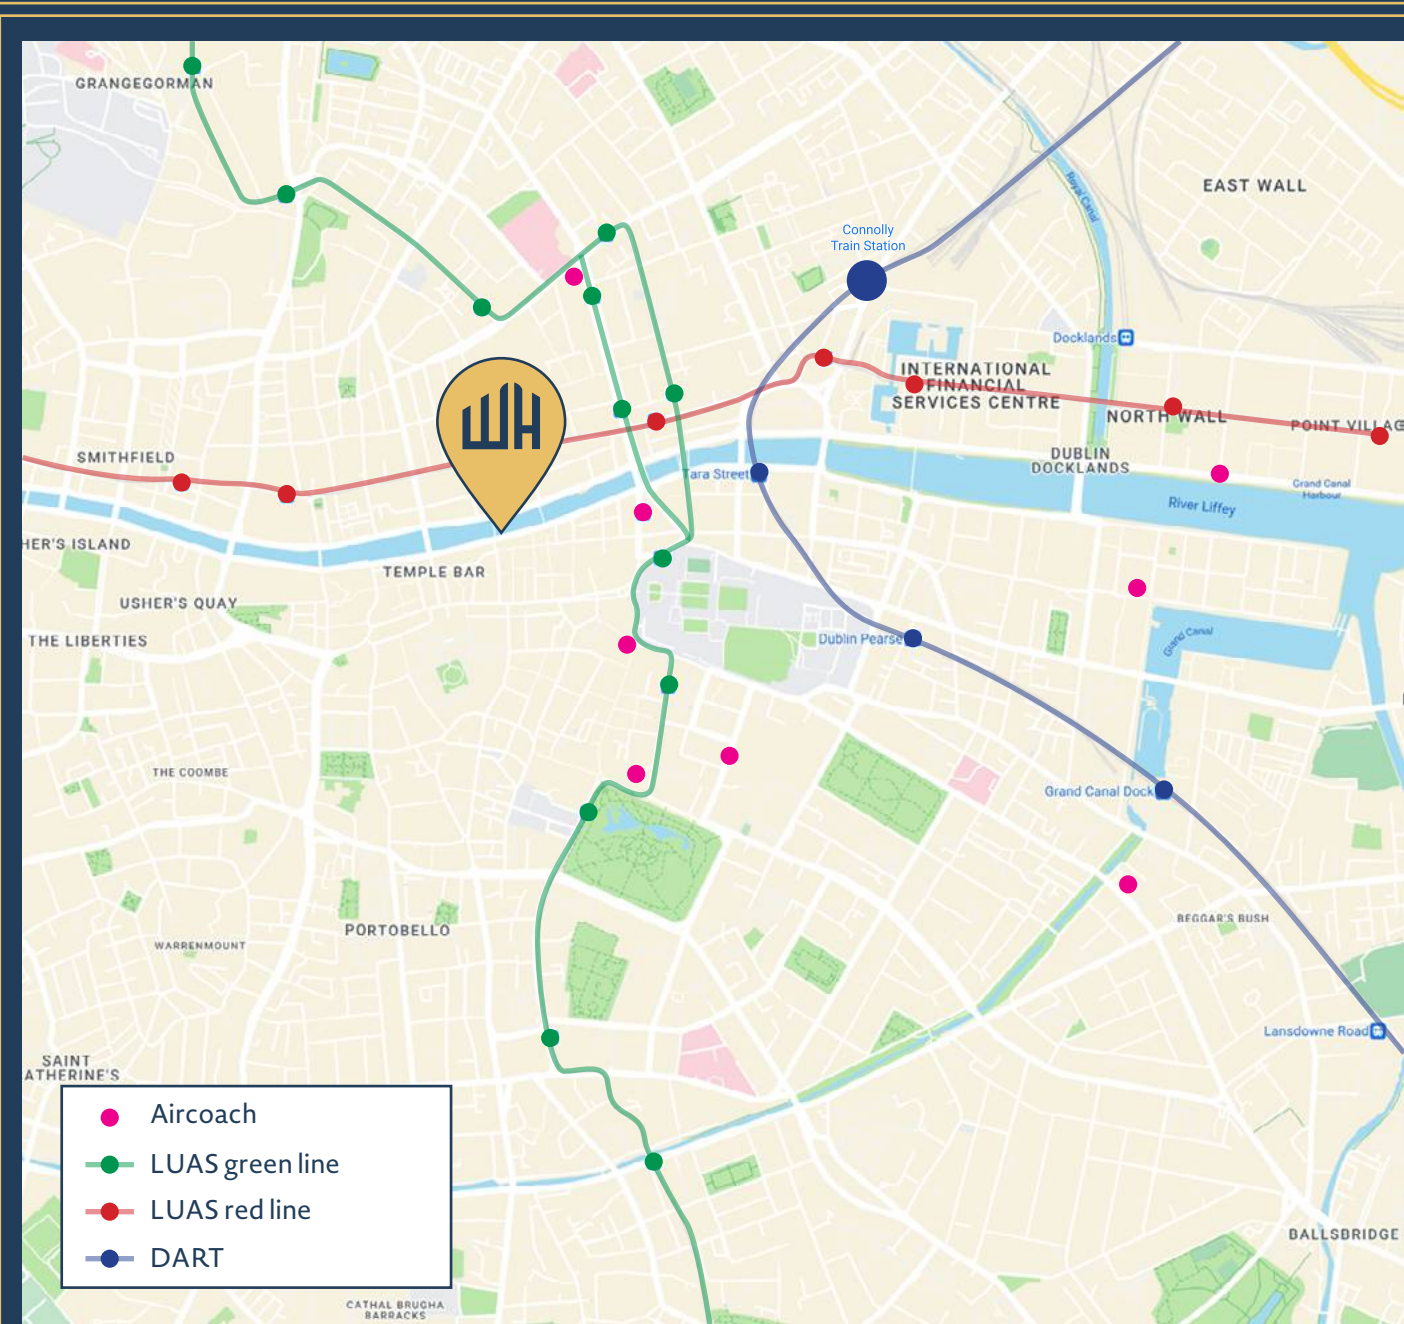 GRANGEGORMAN
EAST WALL
Royal Canal
Connolly
Train Station
Docklands
INTERNATIONAL
FINANCIAL
SERVICES CENTRE
NORTH WALL
POINT VILLAG
SMITHFIELD
DUBLIN
DOCKLANDS
Tara Street
Grand Canal
Harbour
River Liffey
HER'S ISLAND
TEMPLE BAR
USHER'S QUAY
THE LIBERTIES
Dublin Pearse
Grand Canal
THE COOMBE
Grand Canal Dock
BEGGAR'S BUSH
PORTOBELLO
WARRENMOUNT
Lansdowne Road
SAINT
ATHERINE'S
Aircoach
LUAS green line
LUAS red line
DART
BALLSBRIDGE
CATHAL BRUGHA
BARRACKS